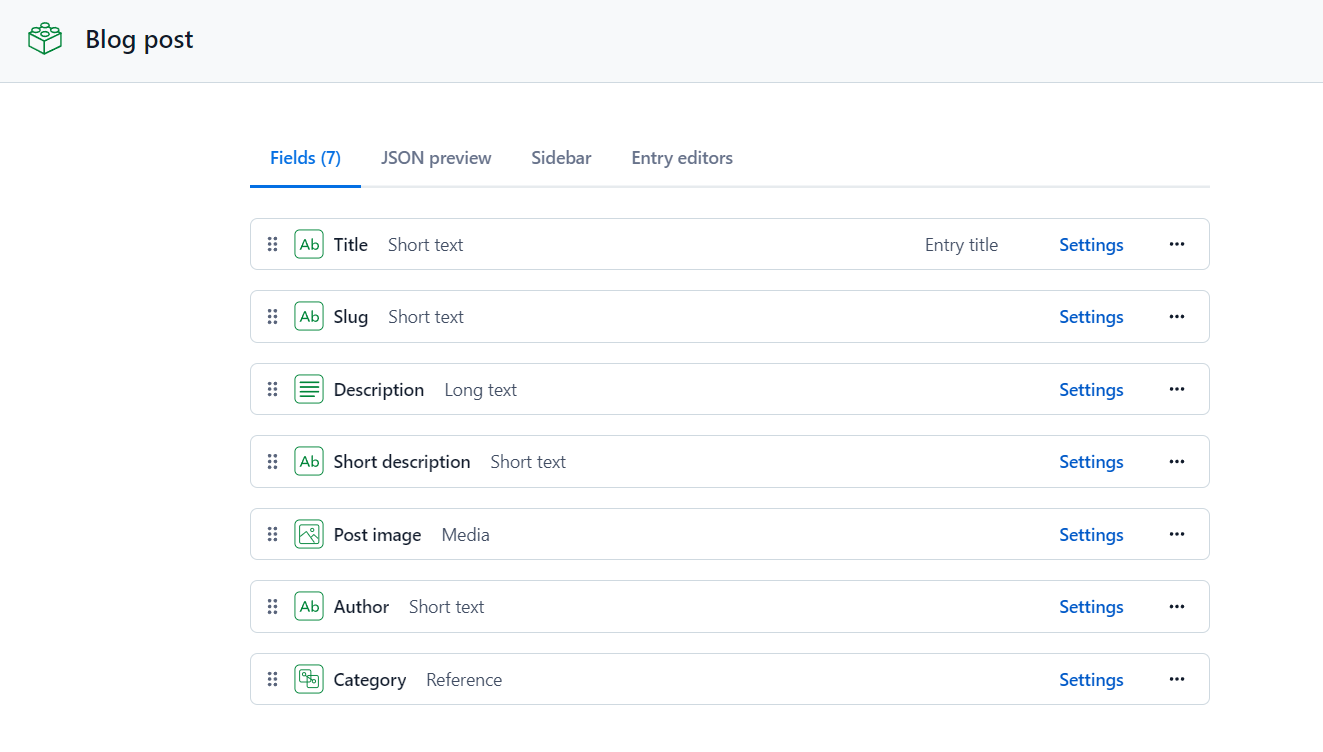 Blog post
Fields (7) JSON preview Sidebar Entry editors
Ab Title Short text Entry title Settings
Ab Slug Short text Settings
Description Long text Settings
Ab Short description Short text Settings
Post image Media Settings
Ab Author Short text Settings
Category Reference Settings